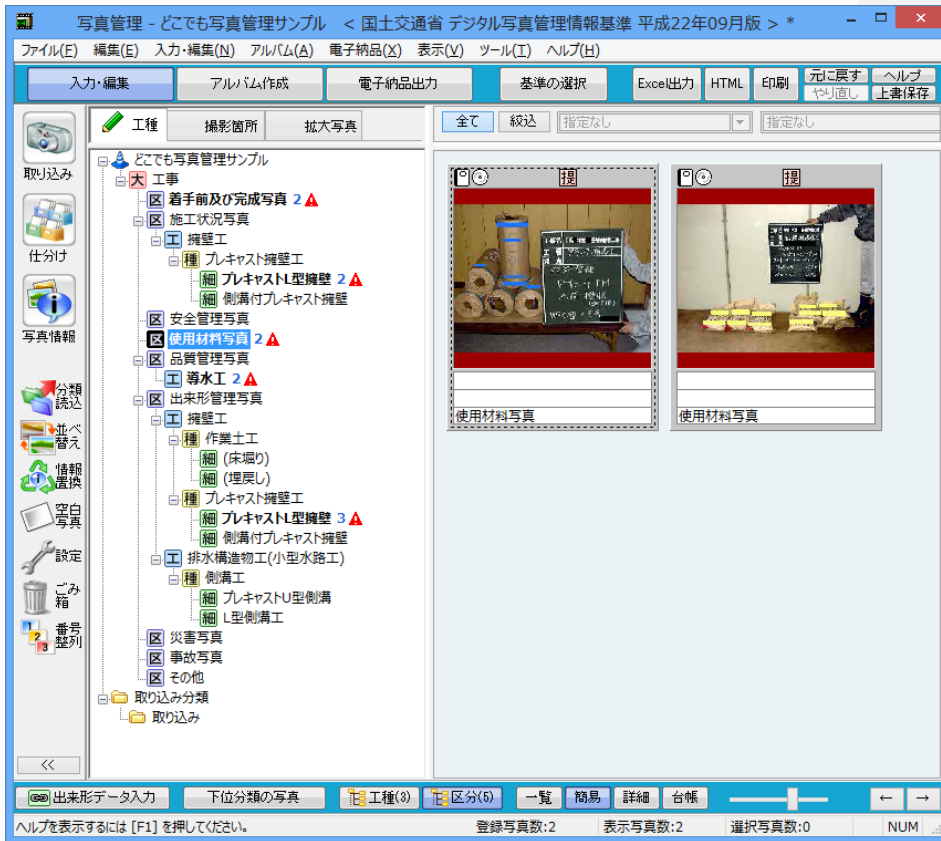 写真管理 - どこでも写真管理サンプル < 国土交通省 デジタル写真管理情報基準 平成22年09月版 > *
ファイル(F) 編集(E) 入力・編集(N) アルバム(A) 電子納品(X) 表示(V) ツール(T) ヘルプ(H)
入力・編集 アルバム作成 電子納品出力 基準の選択 Excel出力 HTML 印刷 元に戻す ヘルプ
やり直し 上書保存
工種 撮影箇所 拡大写真
全て 絞込 指定なし 指定なし
取り込み
仕分け
写真情報
分類
読込
並べ
替え
情報
置換
空白
写真
設定
ごみ
箱
番号
整列
<<
どこでも写真管理サンプル
大 工事
区 着手前及び完成写真 2
区 施工状況写真
工 擁壁工
種 プレキャスト擁壁工
細 プレキャストL型擁壁 2
細 側溝付プレキャスト擁壁
区 安全管理写真
区 使用材料写真 2
区 品質管理写真
工 導水工 2
区 出来形管理写真
工 擁壁工
種 作業土工
細 (床堀り)
細 (埋戻し)
種 プレキャスト擁壁工
細 プレキャストL型擁壁 3
細 側溝付プレキャスト擁壁
工 排水構造物工(小型水路工)
種 側溝工
細 プレキャストU型側溝
細 L型側溝工
区 災害写真
区 事故写真
区 その他
取り込み分類
取り込み
提
使用材料写真
提
使用材料写真
出来形データ入力 下位分類の写真 工種(3) 区分(5) 一覧 簡易 詳細 台帳 ← →
ヘルプを表示するには [F1] を押してください。 登録写真数:2 表示写真数:2 選択写真数:0 NUM